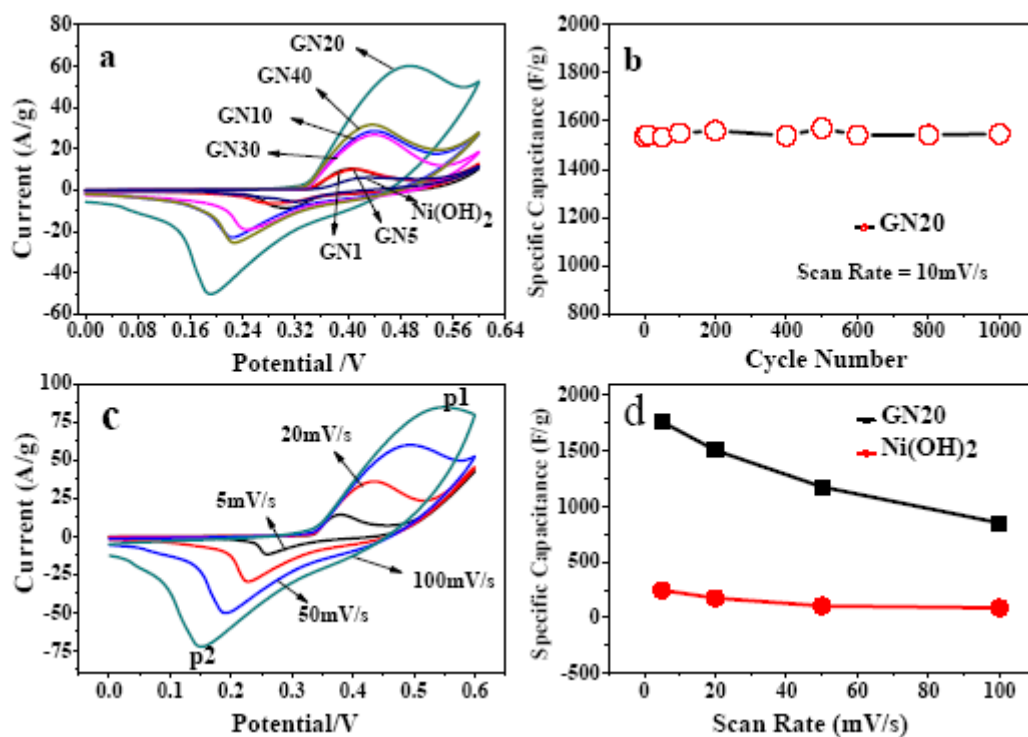 a
GN20
GN40
GN10
GN30
Ni(OH)2
GN5
GN1
Current (A/g)
80
60
40
20
0
-20
-40
-60
0.00 0.08 0.16 0.24 0.32 0.40 0.48 0.56 0.64
Potential /V
b
Specific Capacitance (F/g)
2000
1800
1600
1400
1200
1000
800
GN20
Scan Rate = 10mV/s
0 200 400 600 800 1000
Cycle Number
c
p1
20mV/s
5mV/s
100mV/s
50mV/s
p2
Current (A/g)
100
75
50
25
0
-25
-50
-75
0.0 0.1 0.2 0.3 0.4 0.5 0.6
Potential/V
d
GN20
Ni(OH)2
Specific Capacitance (F/g)
2000
1500
1000
500
0
-500
0 20 40 60 80 100
Scan Rate (mV/s)